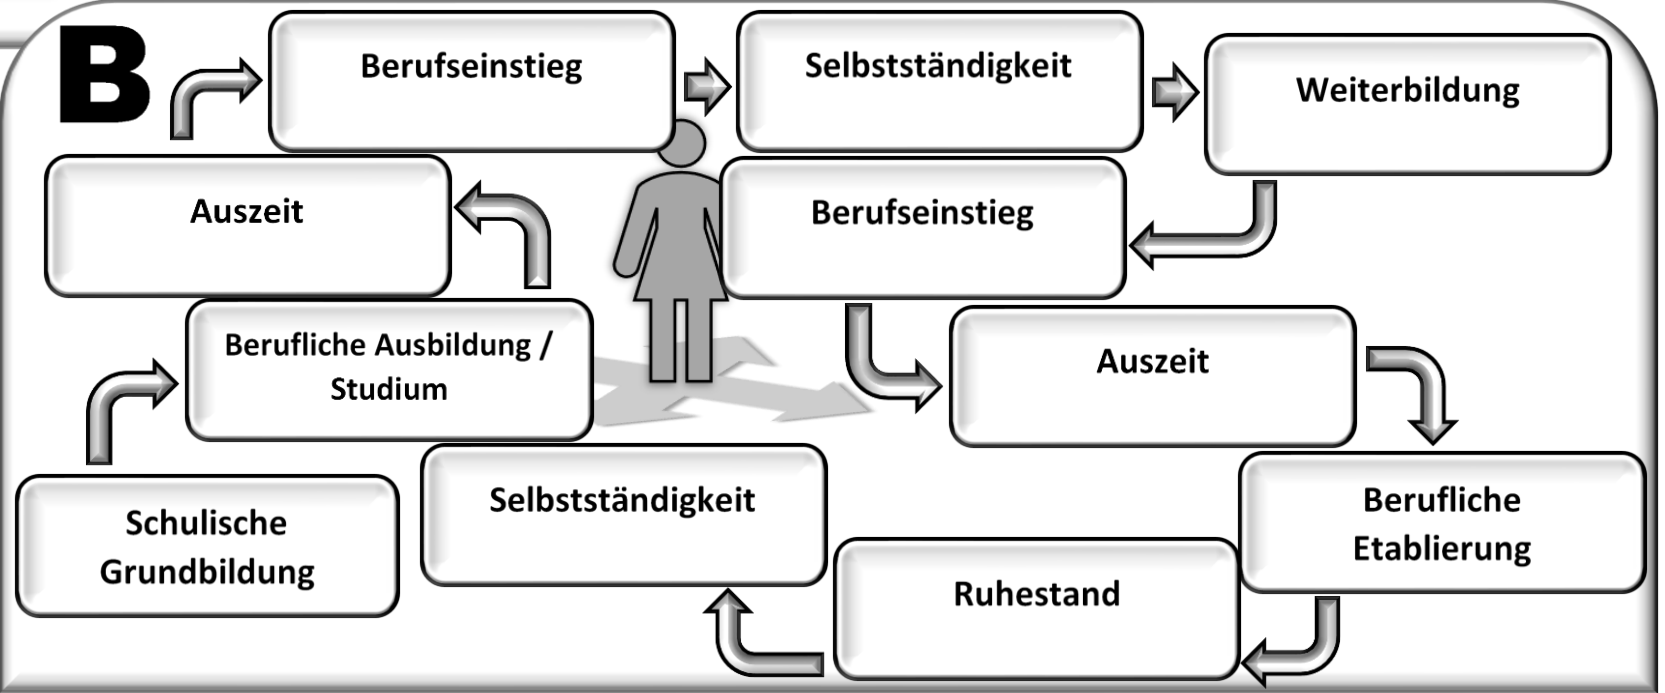 B
Berufseinstieg
Selbstständigkeit
Weiterbildung
Auszeit
Berufseinstieg
Berufliche Ausbildung /
Studium
Auszeit
Schulische
Grundbildung
Selbstständigkeit
Berufliche
Etablierung
Ruhestand